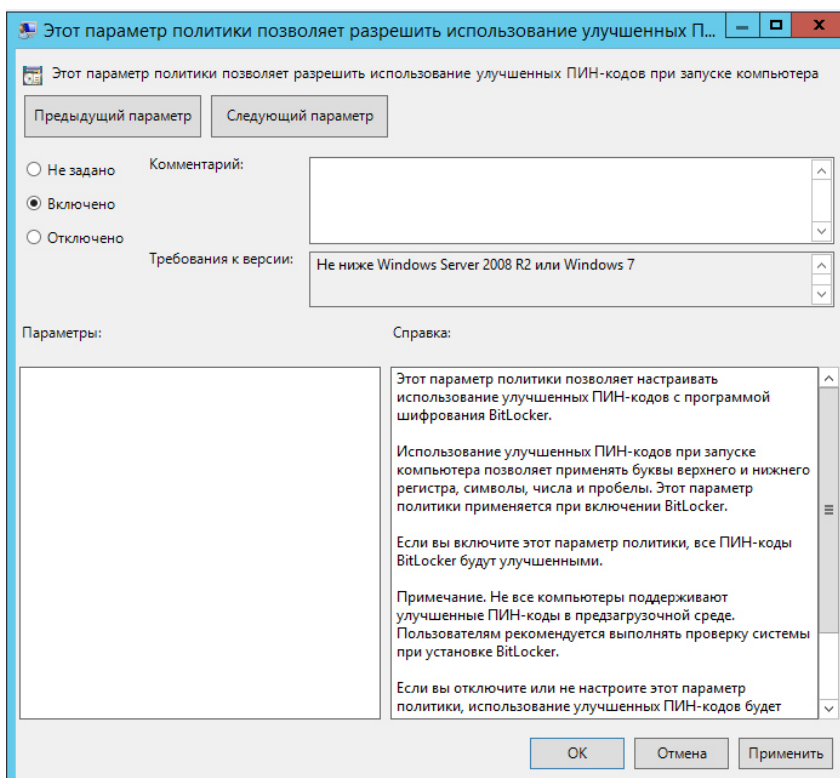 Этот параметр политики позволяет разрешить использование улучшенных П...
Этот параметр политики позволяет разрешить использование улучшенных ПИН-кодов при запуске компьютера
Предыдущий параметр
Следующий параметр
Не задано
Комментарий:
Включено
Отключено
Требования к версии:
Не ниже Windows Server 2008 R2 или Windows 7
Параметры:
Справка:
Этот параметр политики позволяет настраивать
использование улучшенных ПИН-кодов с программой
шифрования BitLocker.
Использование улучшенных ПИН-кодов при запуске
компьютера позволяет применять буквы верхнего и нижнего
регистра, символы, числа и пробелы. Этот параметр
политики применяется при включении BitLocker.
Если вы включите этот параметр политики, все ПИН-коды
BitLocker будут улучшенными.
Примечание. Не все компьютеры поддерживают
улучшенные ПИН-коды в предзагрузочной среде.
Пользователям рекомендуется выполнять проверку системы
при установке BitLocker.
Если вы отключите или не настроите этот параметр
политики, использование улучшенных ПИН-кодов будет
ОК
Отмена
Применить